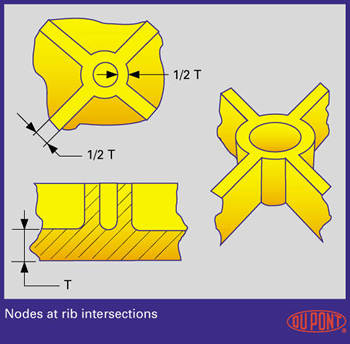 1/2 T
1/2 T
T
Nodes at rib intersections
DU PONT